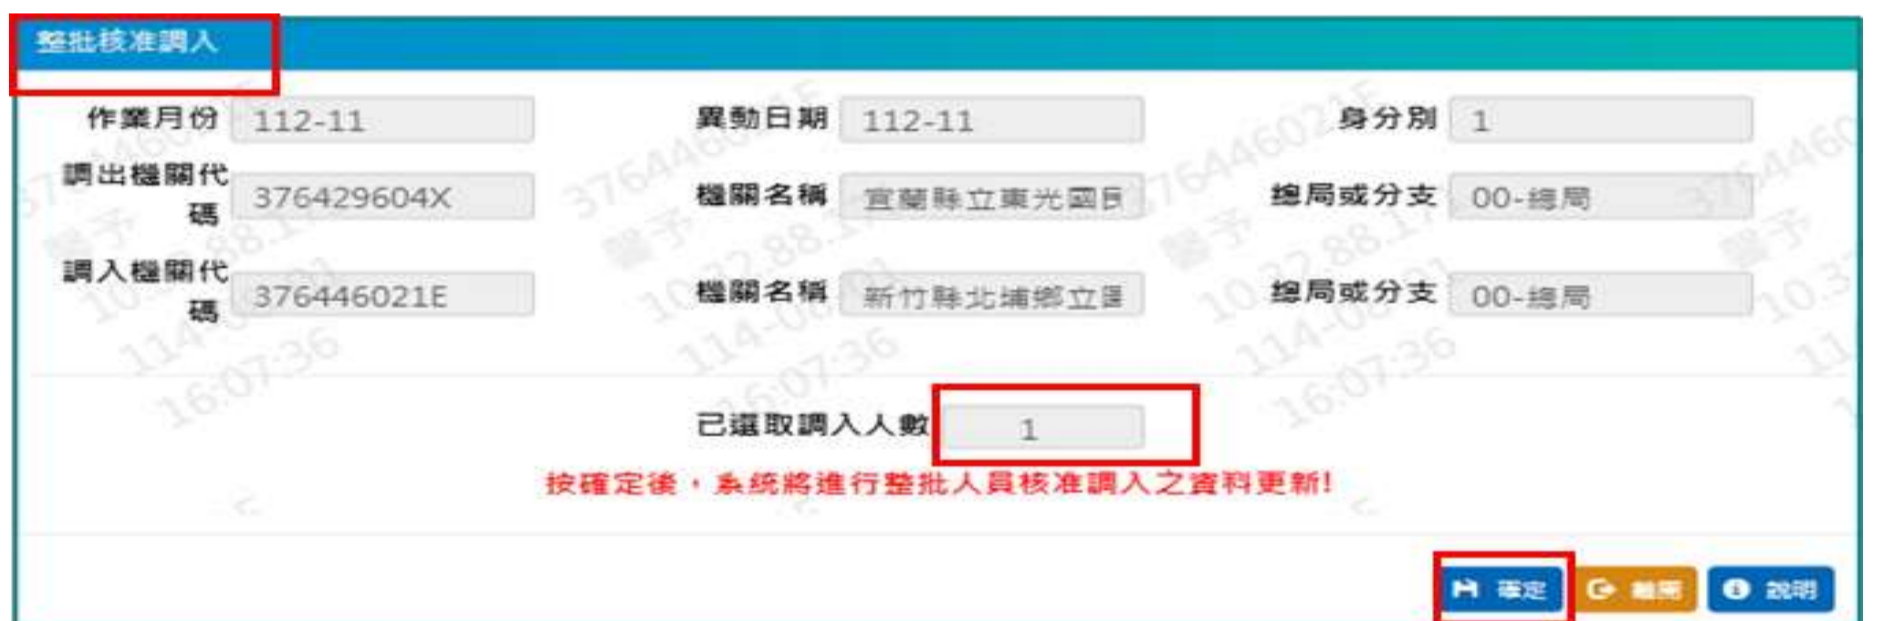 整批核准調入
作業月份 112-11 異動日期 112-11 身分別 1
調出機關代碼 376429604X 機關名稱 宜蘭縣立東光國民 總局或分支 00-總局
調入機關代碼 376446021E 機關名稱 新竹縣北埔鄉立圖 總局或分支 00-總局
已選取調入人數 1
按確定後，系統將進行整批人員核准調入之資料更新!
確定 離開 說明